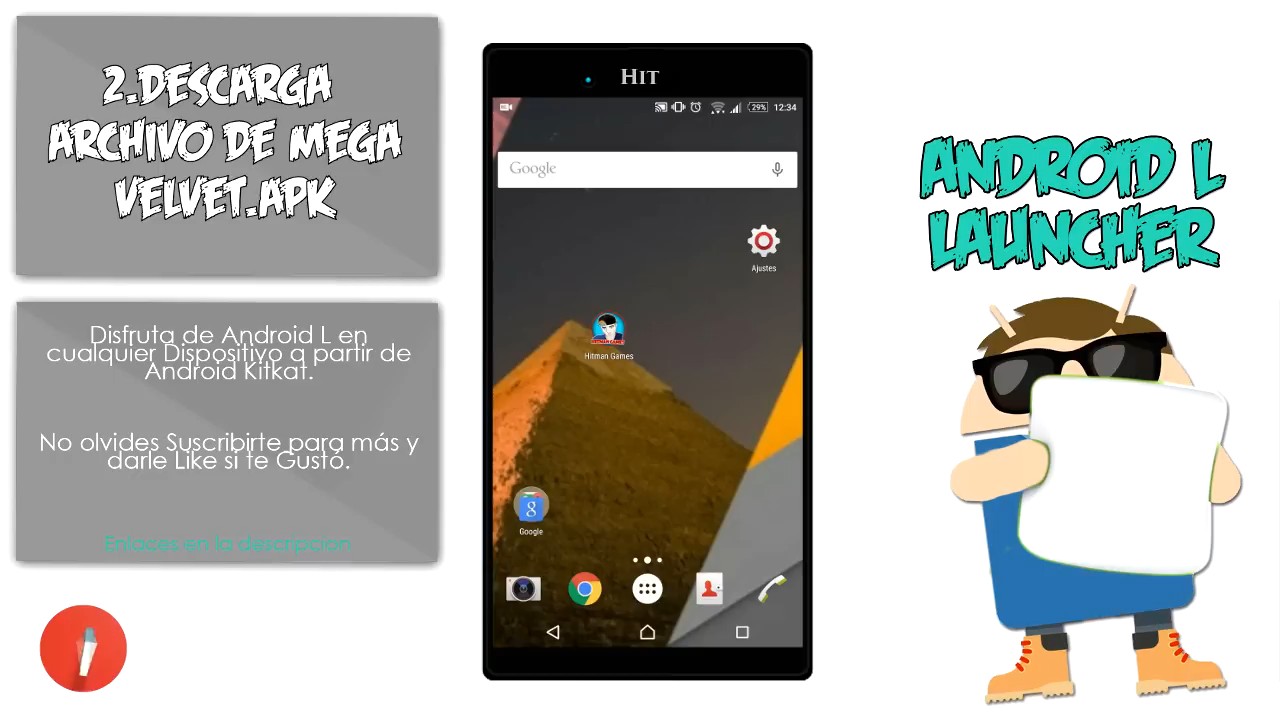 2.DESCARGA
ARCHIVO DE MEGA
VELVET.APK
Disfruta de Android L en
cualquier Dispositivo a partir de
Android Kitkat.
No olvides Suscribirte para más y
darle Like si te Gustó.
Enlaces en la descripcion
HIT
29%
12:34
Google
Ajustes
Hitman Games
Google
ANDROID L
LAUNCHER